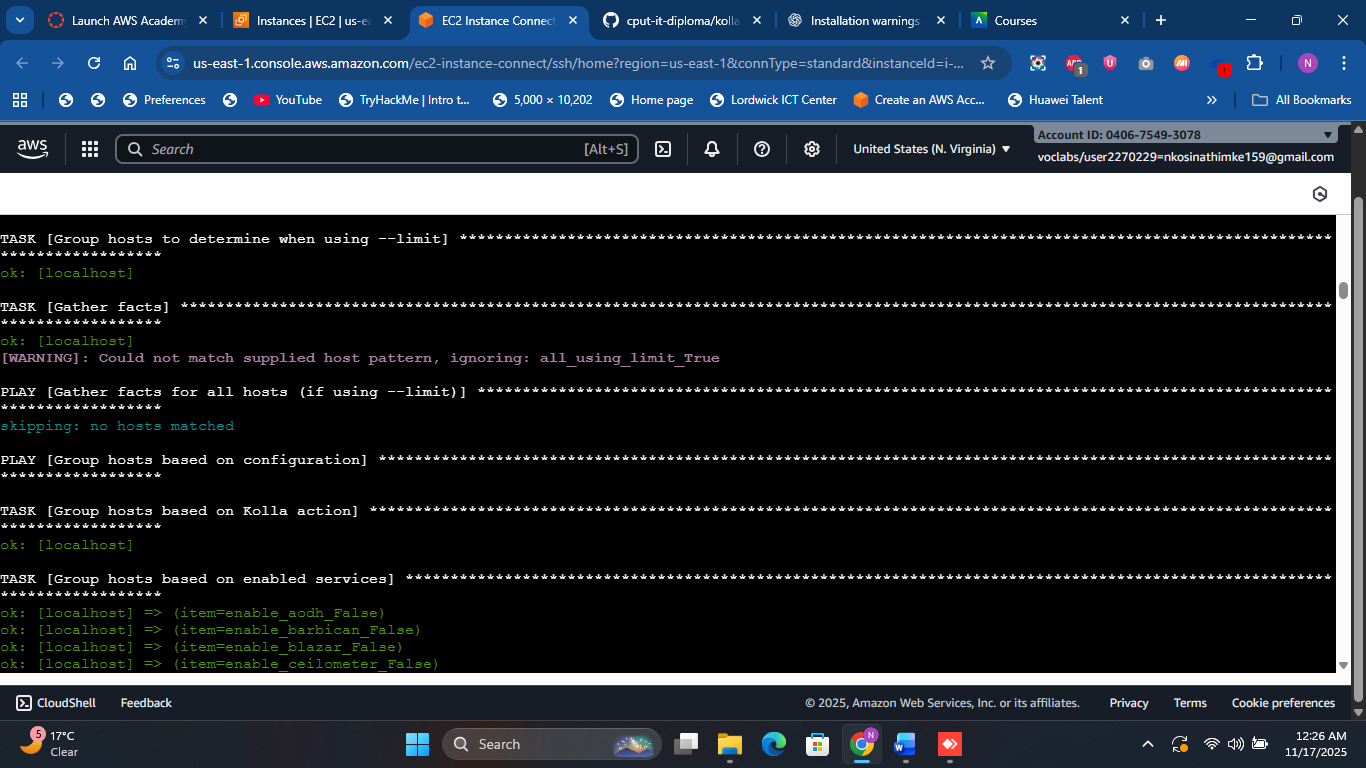 Launch AWS Academy
Instances | EC2 | us-ea
EC2 Instance Connect
cput-it-diploma/kolla
Installation warnings
Courses
us-east-1.console.aws.amazon.com/ec2-instance-connect/ssh/home?region=us-east-1&connType=standard&instanceId=i-...
1
N
Preferences
YouTube
TryHackMe | Intro t...
5,000 × 10,202
Home page
Lordwick ICT Center
Create an AWS Acc...
Huawei Talent
All Bookmarks
aws
Search
[Alt+S]
United States (N. Virginia)
Account ID: 0406-7549-3078
voclabs/user2270229=nkosinathimke159@gmail.com
TASK [Group hosts to determine when using --limit] *************************************************************************************************
******************
ok: [localhost]
TASK [Gather facts] ********************************************************************************************************************************
******************
ok: [localhost]
[WARNING]: Could not match supplied host pattern, ignoring: all_using_limit_True
PLAY [Gather facts for all hosts (if using --limit)] ***********************************************************************************************
******************
skipping: no hosts matched
PLAY [Group hosts based on configuration] **********************************************************************************************************
******************
TASK [Group hosts based on Kolla action] ***********************************************************************************************************
******************
ok: [localhost]
TASK [Group hosts based on enabled services] *******************************************************************************************************
******************
ok: [localhost] => (item=enable_aodh_False)
ok: [localhost] => (item=enable_barbican_False)
ok: [localhost] => (item=enable_blazar_False)
ok: [localhost] => (item=enable_ceilometer_False)
CloudShell
Feedback
© 2025, Amazon Web Services, Inc. or its affiliates.
Privacy
Terms
Cookie preferences
5
17°C
Clear
Search
N
12:26 AM
11/17/2025